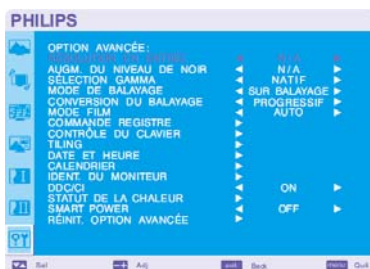 PHILIPS
OPTION AVANCÉE:
N/A
AUGM. DU NIVEAU DE NOIR N/A
SÉLECTION GAMMA NATIF
MODE DE BALAYAGE SUR BALAYAGE
CONVERSION DU BALAYAGE PROGRESSIF
MODE FILM AUTO
COMMANDE REGISTRE
CONTRÔLE DU CLAVIER
TILING
DATE ET HEURE
CALENDRIER
IDENT. DU MONITEUR
DDC/CI ON
STATUT DE LA CHALEUR
SMART POWER OFF
RÉINIT. OPTION AVANCÉE
Sel Adj Back Quit